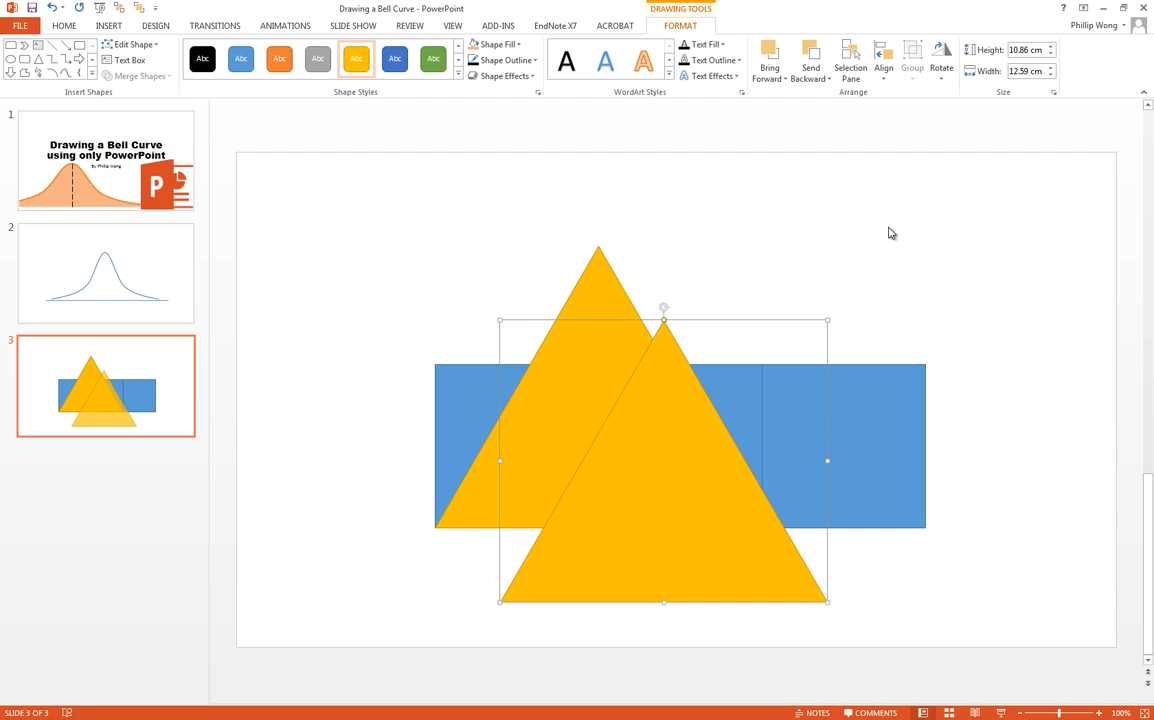 Drawing a Bell Curve - PowerPoint
DRAWING TOOLS
FILE HOME INSERT DESIGN TRANSITIONS ANIMATIONS SLIDE SHOW REVIEW VIEW ADD-INS EndNote X7 ACROBAT FORMAT
Phillip Wong
Edit Shape
Text Box
Merge Shapes
Insert Shapes
Abc Abc Abc Abc Abc Abc Abc
Shape Fill
Shape Outline
Shape Effects
Shape Styles
A A A
Text Fill
Text Outline
Text Effects
WordArt Styles
Bring Forward
Send Backward
Selection Pane
Align
Group
Rotate
Arrange
Height: 10.86 cm
Width: 12.59 cm
Size
1
Drawing a Bell Curve
using only PowerPoint
By Phillip Wong
P
2
3
SLIDE 3 OF 3
NOTES
COMMENTS
100%